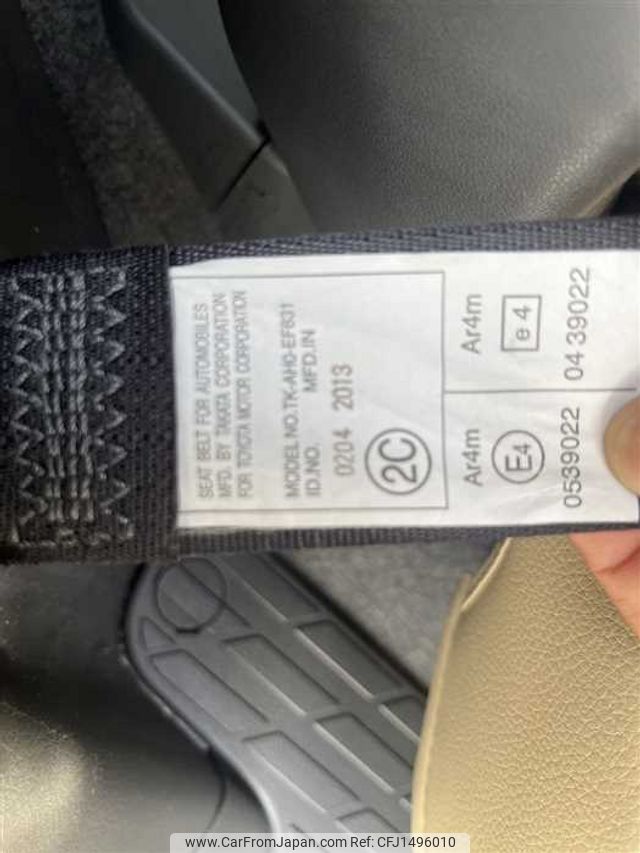 SEAT BELT FOR AUTOMOBILES
MFD. BY TAKATA CORPORATION
FOR TOYOTA MOTOR CORPORATION
MODEL NO. TK-AH0-EF601
ID.NO. MFD.IN
0204 2013
2C
Ar4m
E4
0539022
Ar4m
e 4
04 39022
www.CarFromJapan.com Ref:CFJ1496010